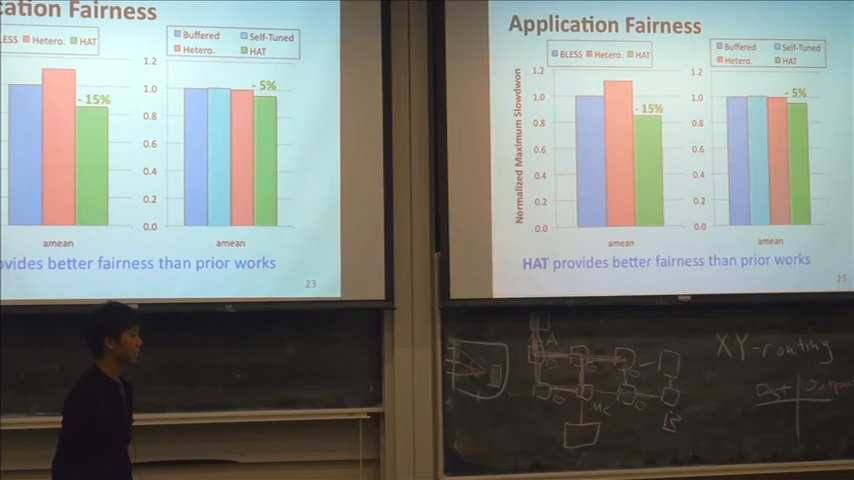 cation Fairness
LESS Hetero. HAT
Buffered Self-Tuned
Hetero. HAT
1.2
1.0
0.8
0.6
0.4
0.2
0.0
- 15%
- 5%
amean
amean
ovides better fairness than prior works
23
Application Fairness
BLESS Hetero. HAT
Buffered Self-Tuned
Hetero. HAT
Normalized Maximum Slowdwon
1.2
1.0
0.8
0.6
0.4
0.2
0.0
- 15%
1.2
1.0
0.8
0.6
0.4
0.2
0.0
- 5%
amean
amean
HAT provides better fairness than prior works
23
A
XY-routing
Mc